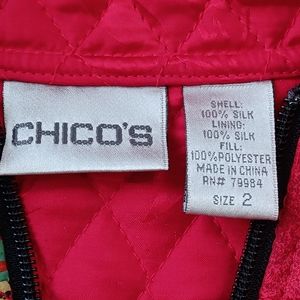 CHICO'S
SHELL:
100% SILK
LINING:
100% SILK
FILL:
100%POLYESTER
MADE IN CHINA
RN# 79984
SIZE 2